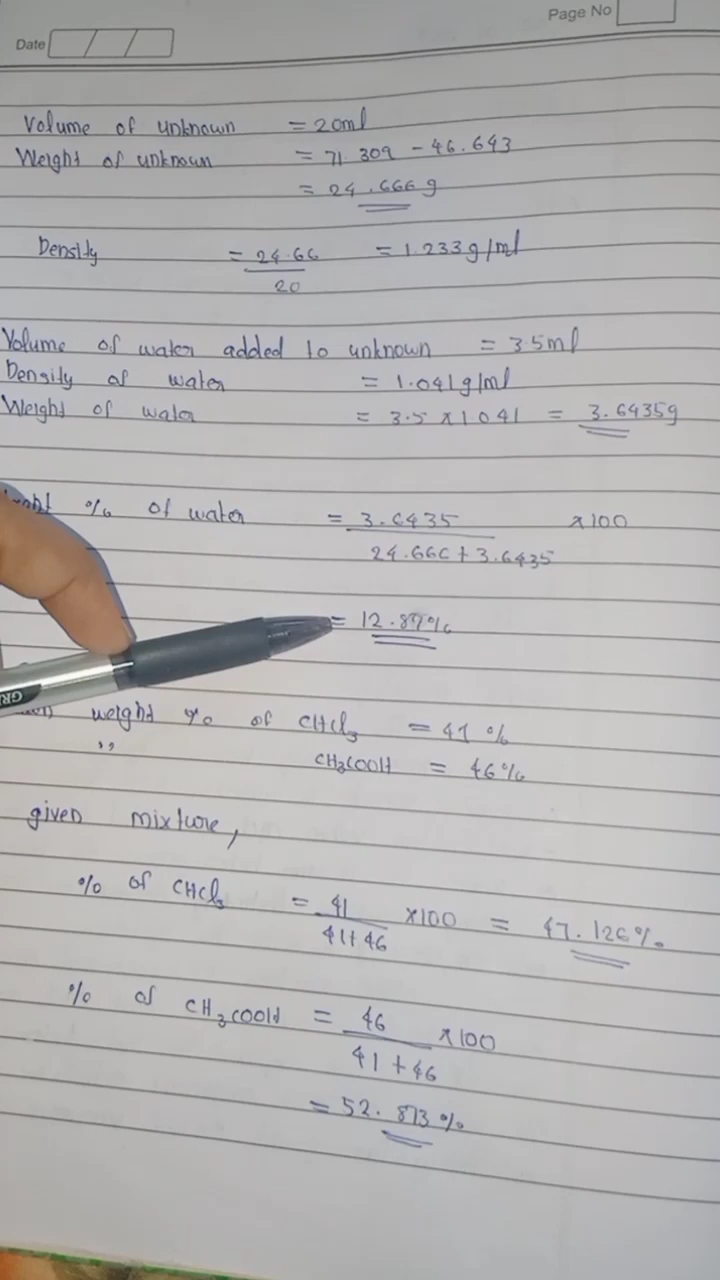 Page No
Date
Volume of unknown = 20ml
Weight of unknown = 71.309 - 46.643
= 24.666 g
Density = 24.66 / 20 = 1.233 g/ml
Volume of water added to unknown = 3.5ml
Density of water = 1.041 g/ml
Weight of water = 3.5 x 1.041 = 3.6435g
% of water = 3.6435 / 24.666 + 3.6435 x100
= 12.87%
weight % of CHCl3 = 41 %
,, CH3COOH = 46%
given mixture,
% of CHCl3 = 41 / 41+46 x100 = 47.126%
% of CH3COOH = 46 / 41+46 x100
= 52.873%